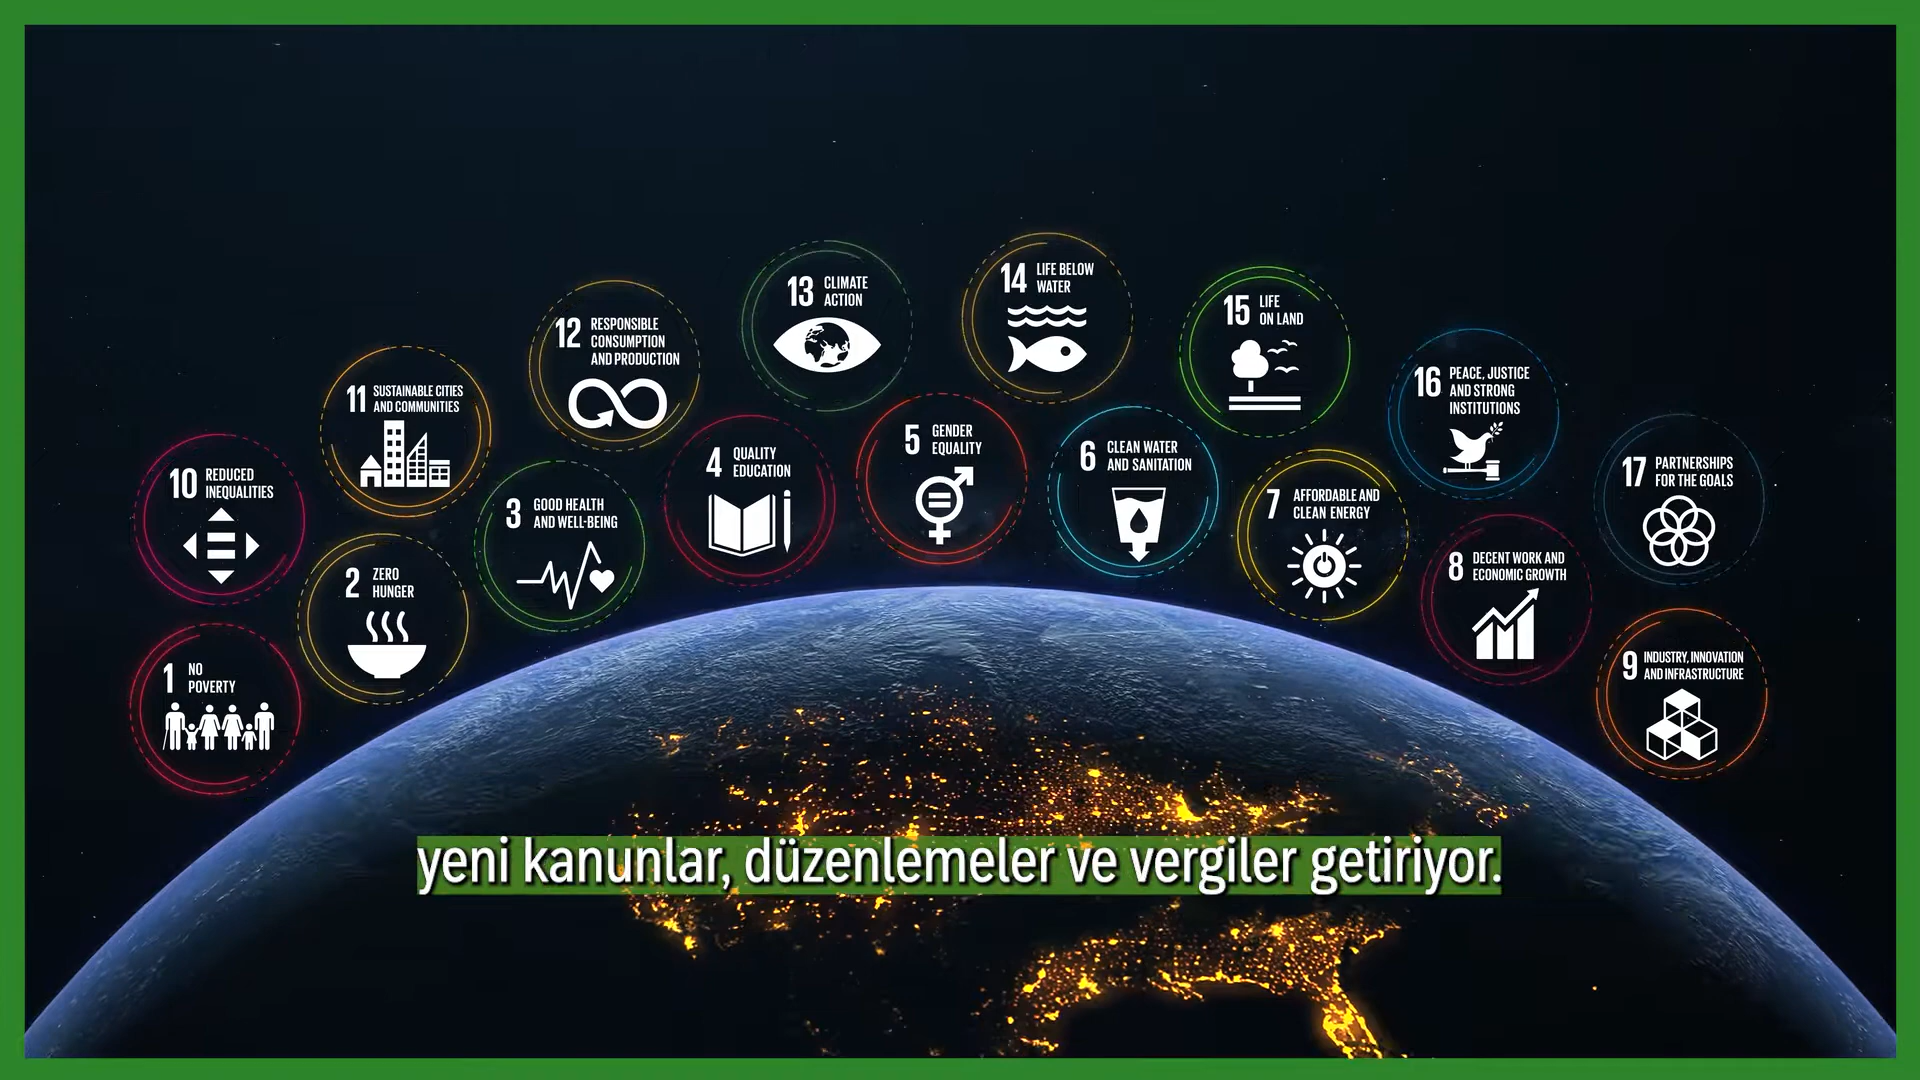 13 CLIMATE
ACTION
14 LIFE BELOW
WATER
15 LIFE
ON LAND
12 RESPONSIBLE
CONSUMPTION
AND PRODUCTION
16 PEACE, JUSTICE
AND STRONG
INSTITUTIONS
11 SUSTAINABLE CITIES
AND COMMUNITIES
10 REDUCED
INEQUALITIES
17 PARTNERSHIPS
FOR THE GOALS
1 NO
POVERTY
2 ZERO
HUNGER
3 GOOD HEALTH
AND WELL-BEING
4 QUALITY
EDUCATION
5 GENDER
EQUALITY
6 CLEAN WATER
AND SANITATION
7 AFFORDABLE AND
CLEAN ENERGY
8 DECENT WORK AND
ECONOMIC GROWTH
9 INDUSTRY, INNOVATION
AND INFRASTRUCTURE
yeni kanunlar, düzenlemeler ve vergiler getiriyor.